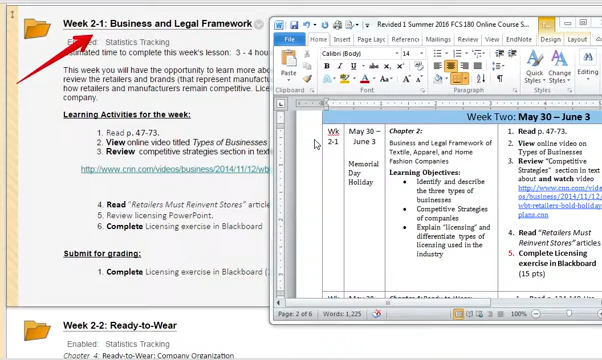 Week 2-1: Business and Legal Framework
Enabled: Statistics Tracking
Estimated time to complete this week's lesson: 3 - 4 hour
This week you will have the opportunity to learn more abou
review the retailers and brands (that represent manufactur
how retailers and manufacturers remain competitive. Lice
company.
Learning Activities for the week:
1. Read p. 47-73.
2. View online video titled Types of Businesses
3. Review competitive strategies section in text
http://www.cnn.com/videos/business/2014/11/12/wb
4. Read "Retailers Must Reinvent Stores" article
5. Review licensing PowerPoint.
6. Complete Licensing exercise in Blackboard
Submit for grading:
1. Complete Licensing exercise in Blackboard (
Week 2-2: Ready-to-Wear
Enabled: Statistics Tracking
Chapter 4: Ready-to-Wear: Company Organization
Revided 1 Summer 2016 FCS 180 Online Course S
File Home Insert Page Layo References Mailings Review View EndNote Design Layout
Calibri (Body) 14
Paste
Quick Styles
Change Styles
Editing
Clipboard Font Paragraph Styles
Week Two: May 30 – June 3
Wk 2-1
May 30 – June 3
Memorial Day Holiday
Chapter 2:
Business and Legal Framework of
Textile, Apparel, and Home
Fashion Companies
Learning Objectives:
• Identify and describe
the three types of
businesses
• Competitive Strategies
of companies
• Explain "licensing" and
differentiate types of
licensing used in the
industry
1. Read p. 47-73.
2. View online video on
Types of Businesses
3. Review "Competitive
Strategies" section in text
about and watch video
http://www.cnn.com/vide
os/business/2014/11/12/
wbt-retailers-bold-holiday-
plans.cnn
4. Read "Retailers Must
Reinvent Stores" articles
5. Complete Licensing
exercise in Blackboard
(15 pts)
Page: 2 of 6 Words: 1,225 100%